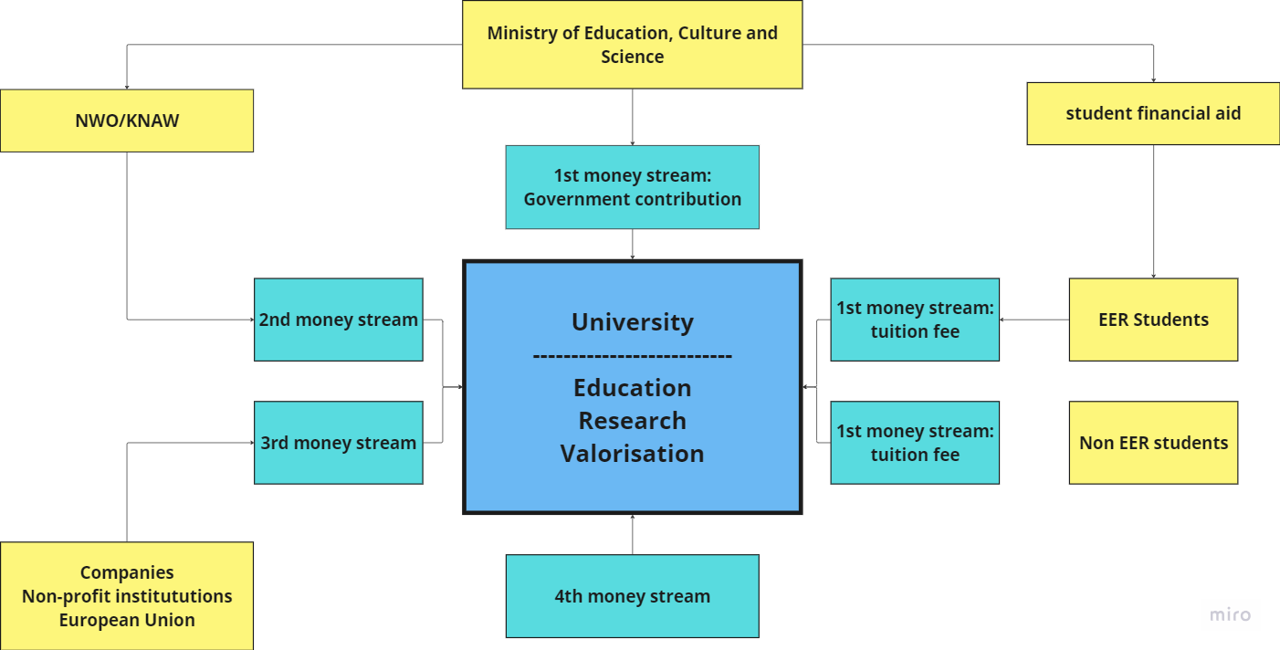 Ministry of Education, Culture and
Science
NWO/KNAW
student financial aid
1st money stream:
Government contribution
2nd money stream
3rd money stream
University
--------------------------
Education
Research
Valorisation
1st money stream:
tuition fee
EER Students
1st money stream:
tuition fee
Non EER students
Companies
Non-profit institutution​s
European Union
4th money stream
miro